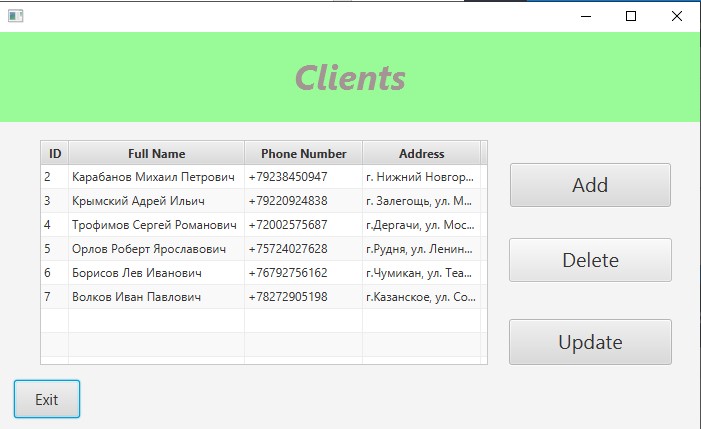 Clients
ID Full Name Phone Number Address
2 Карабанов Михаил Петрович +79238450947 г. Нижний Новгор...
3 Крымский Адрей Ильич +79220924838 г. Залегощь, ул. М...
4 Трофимов Сергей Романович +72002575687 г.Дергачи, ул. Мос...
5 Орлов Роберт Ярославович +75724027628 г.Рудня, ул. Ленин...
6 Борисов Лев Иванович +76792756162 г.Чумикан, ул. Теа...
7 Волков Иван Павлович +78272905198 г.Казанское, ул. Со...
Add
Delete
Update
Exit